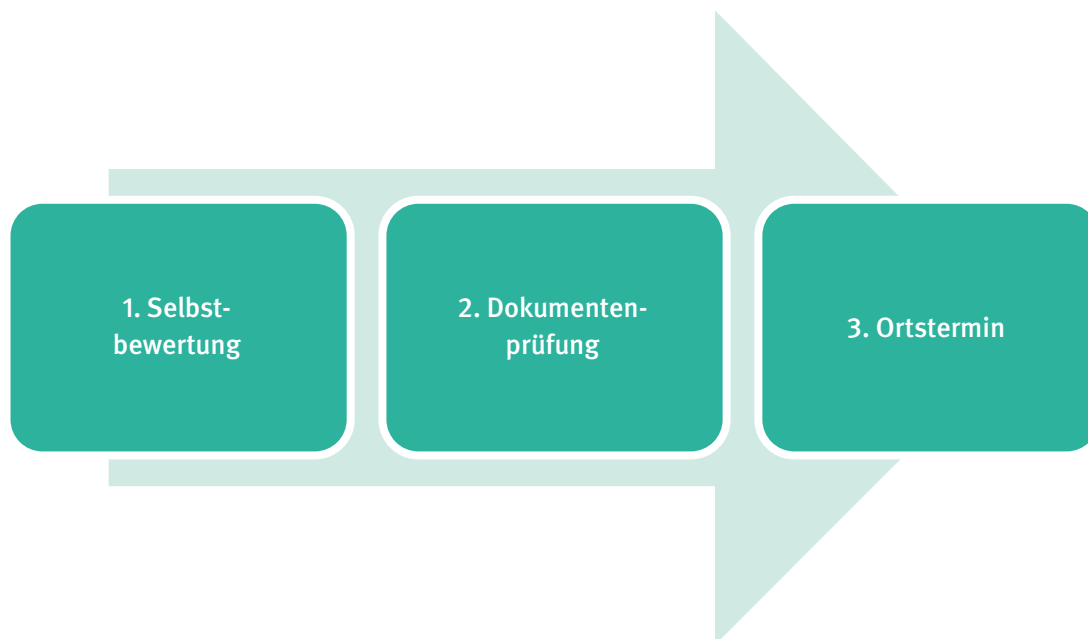 1. Selbst-
bewertung
2. Dokumenten-
prüfung
3. Ortstermin